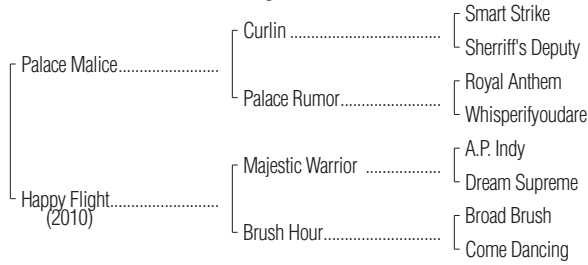 Smart Strike
Curlin ..............................
Sherriff's Deputy
Palace Malice.......................
Royal Anthem
Palace Rumor.......................
Whisperifyoudare
A.P. Indy
Majestic Warrior .................
Dream Supreme
Happy Flight.........................
(2010)
Broad Brush
Brush Hour...........................
Come Dancing